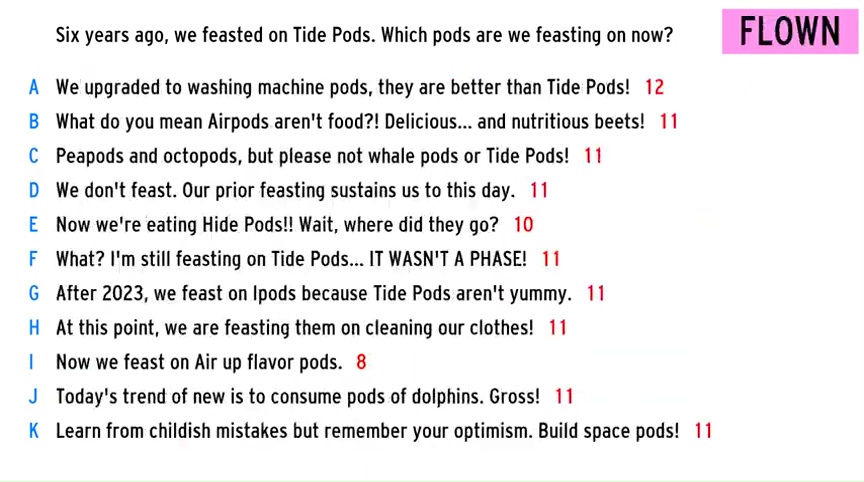 Six years ago, we feasted on Tide Pods. Which pods are we feasting on now?
FLOWN
A We upgraded to washing machine pods, they are better than Tide Pods! 12
B What do you mean Airpods aren't food?! Delicious... and nutritious beets! 11
C Peapods and octopods, but please not whale pods or Tide Pods! 11
D We don't feast. Our prior feasting sustains us to this day. 11
E Now we're eating Hide Pods!! Wait, where did they go? 10
F What? I'm still feasting on Tide Pods... IT WASN'T A PHASE! 11
G After 2023, we feast on Ipods because Tide Pods aren't yummy. 11
H At this point, we are feasting them on cleaning our clothes! 11
I Now we feast on Air up flavor pods. 8
J Today's trend of new is to consume pods of dolphins. Gross! 11
K Learn from childish mistakes but remember your optimism. Build space pods! 11